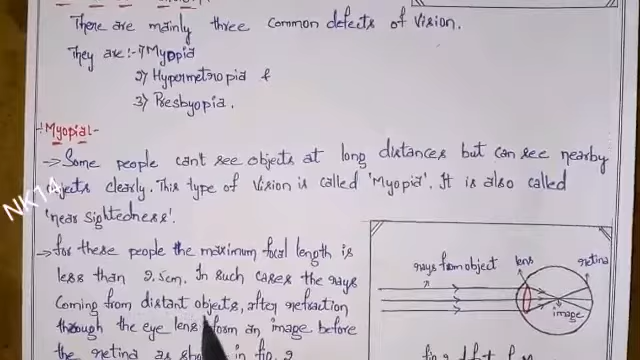 There are mainly three common defects of vision.
They are:- 1) Myopia
2) Hypermetropia &
3) Presbyopia.
Myopia:-
→ Some people can't see objects at long distances but can see nearby
objects clearly. This type of vision is called 'Myopia'. It is also called
'near sightedness'.
→ For these people the maximum focal length is
less than 2.5cm. In such cases the rays
coming from distant objects, after refraction
through the eye lens form an image before
the retina as in fig. 2
rays from object
lens
retina
image
NK14